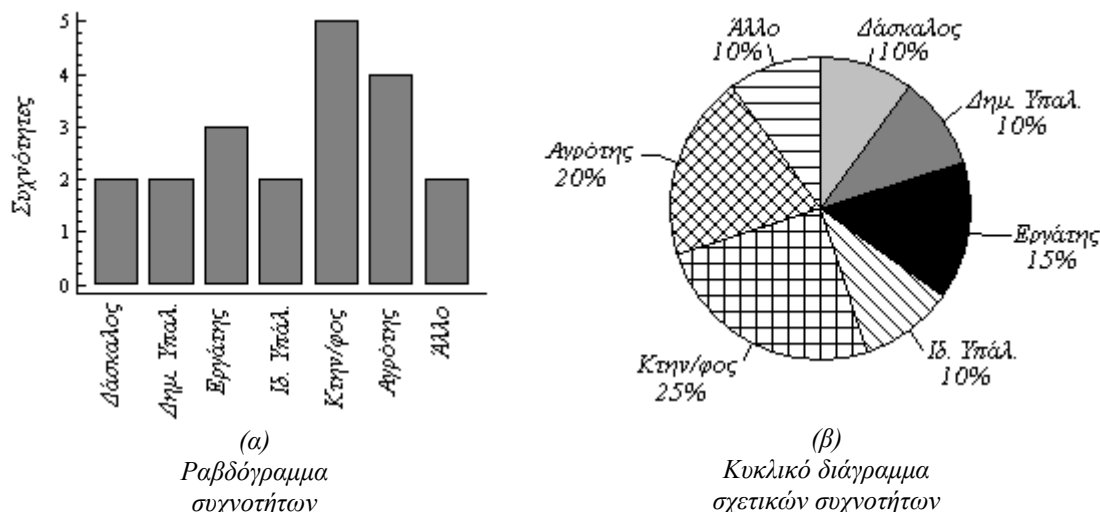 Συχνότητες
5
4
3
2
1
0
Δάσκαλος
Δημ. Υπαλ.
Εργάτης
Ιδ. Υπάλ.
Κτην/φος
Αγρότης
Άλλο
(α)
Ραβδόγραμμα
συχνοτήτων
Άλλο
10%
Δάσκαλος
10%
Δημ. Υπαλ.
10%
Αγρότης
20%
Εργάτης
15%
Ιδ. Υπάλ.
10%
Κτην/φος
25%
(β)
Κυκλικό διάγραμμα
σχετικών συχνοτήτων